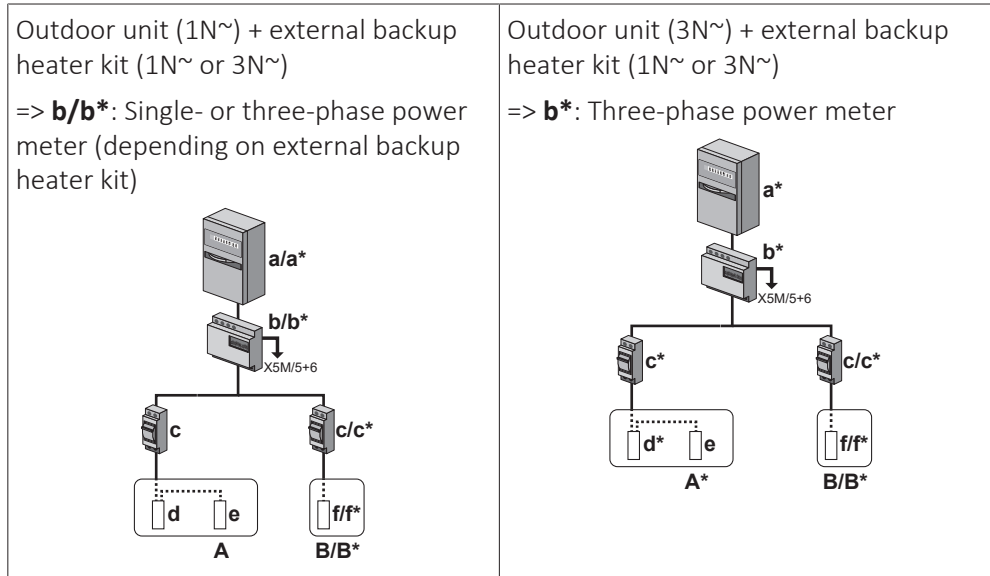 Outdoor unit (1N~) + external backup
heater kit (1N~ or 3N~)
=> b/b*: Single- or three-phase power
meter (depending on external backup
heater kit)
a/a*
b/b*
X5M/5+6
c
c/c*
d
e
f/f*
A
B/B*
Outdoor unit (3N~) + external backup
heater kit (1N~ or 3N~)
=> b*: Three-phase power meter
a*
b*
X5M/5+6
c*
c/c*
d*
e
f/f*
A*
B/B*